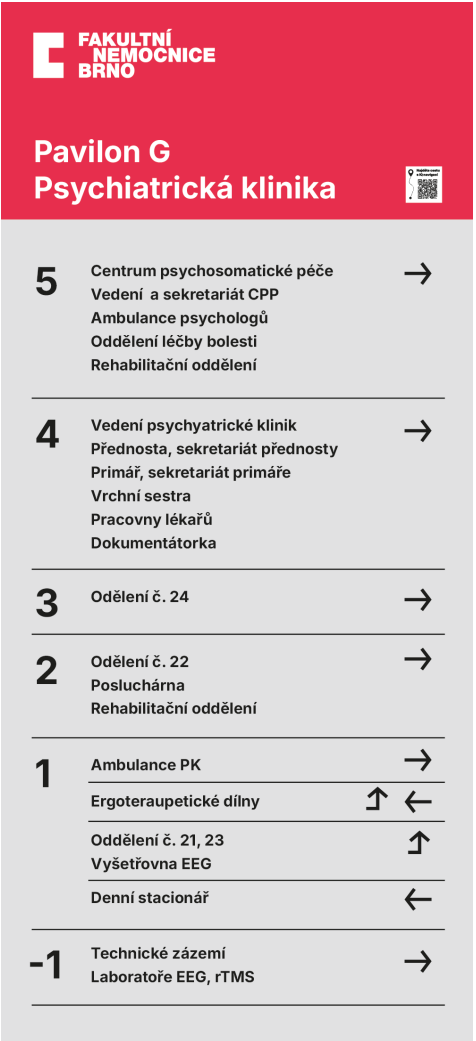 FAKULTNÍ
NEMOCNICE
BRNO
Pavilon G
Psychiatrická klinika
5
Centrum psychosomatické péče
Vedení a sekretariát CPP
Ambulance psychologů
Oddělení léčby bolesti
Rehabilitační oddělení
4
Vedení psychyatrické klinik
Přednosta, sekretariát přednosty
Primář, sekretariát primáře
Vrchní sestra
Pracovny lékařů
Dokumentátorka
3
Odělení č. 24
2
Odělení č. 22
Posluchárna
Rehabilitační oddělení
1
Ambulance PK
Ergoteraupetické dílny
Oddělení č. 21, 23
Vyšetřovna EEG
Denní stacionář
-1
Technické zázemí
Laboratoře EEG, rTMS